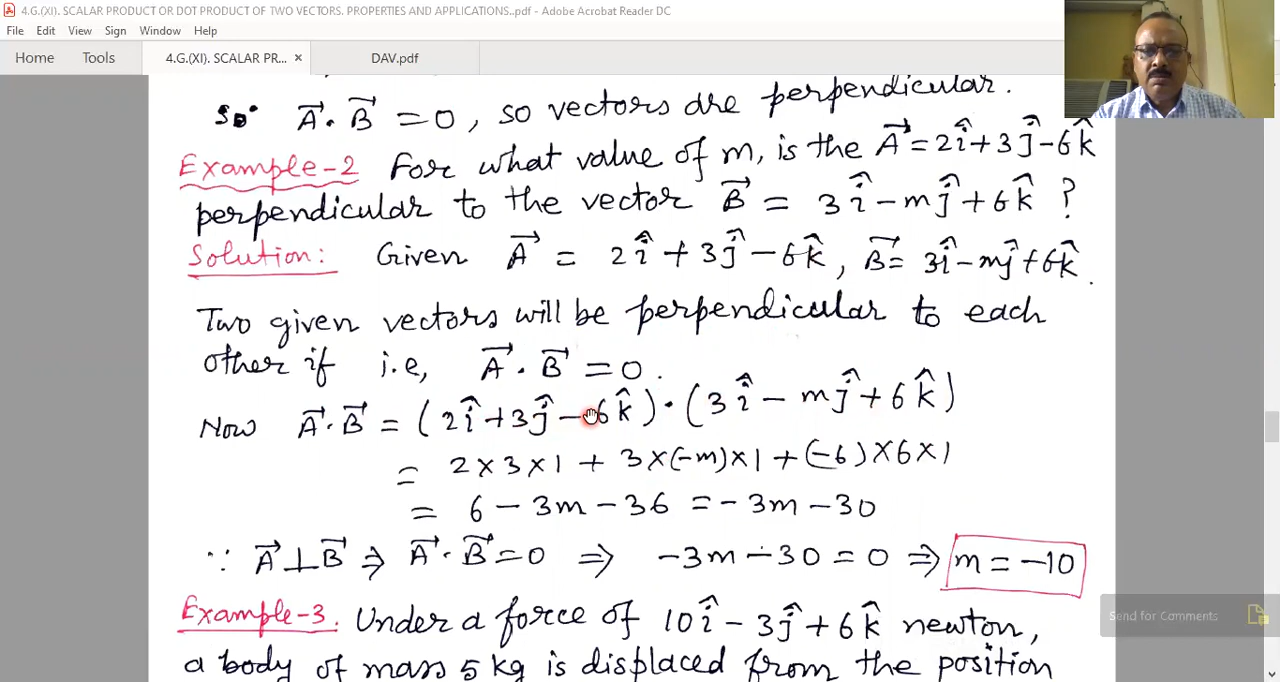 4.G.(XI). SCALAR PRODUCT OR DOT PRODUCT OF TWO VECTORS. PROPERTIES AND APPLICATIONS..pdf - Adobe Acrobat Reader DC
File Edit View Sign Window Help
Home Tools 4.G.(XI). SCALAR PR... × DAV.pdf
So A⃗ . B⃗ = 0, so vectors are perpendicular.
Example-2 For what value of m, is the A⃗ = 2î + 3ĵ - 6k̂
perpendicular to the vector B⃗ = 3î - mĵ + 6k̂ ?
Solution: Given A⃗ = 2î + 3ĵ - 6k̂, B⃗ = 3î - mĵ + 6k̂.
Two given vectors will be perpendicular to each
other if i.e, A⃗ . B⃗ = 0.
Now A⃗ . B⃗ = (2î + 3ĵ - 6k̂) . (3î - mĵ + 6k̂)
= 2×3×1 + 3×(-m)×1 + (-6)×6×1
= 6 - 3m - 36 = -3m - 30
∵ A⃗ ⊥ B⃗ ⇒ A⃗ . B⃗ = 0 ⇒ -3m - 30 = 0 ⇒ m = -10
Example-3. Under a force of 10î - 3ĵ + 6k̂ newton,
a body of mass 5 kg is displaced from the position
Send for Comments